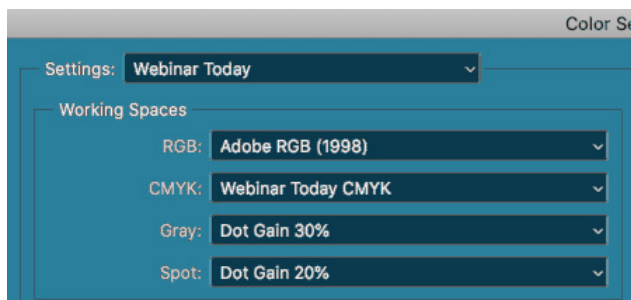 Color Se
Settings: Webinar Today
Working Spaces
RGB: Adobe RGB (1998)
CMYK: Webinar Today CMYK
Gray: Dot Gain 30%
Spot: Dot Gain 20%